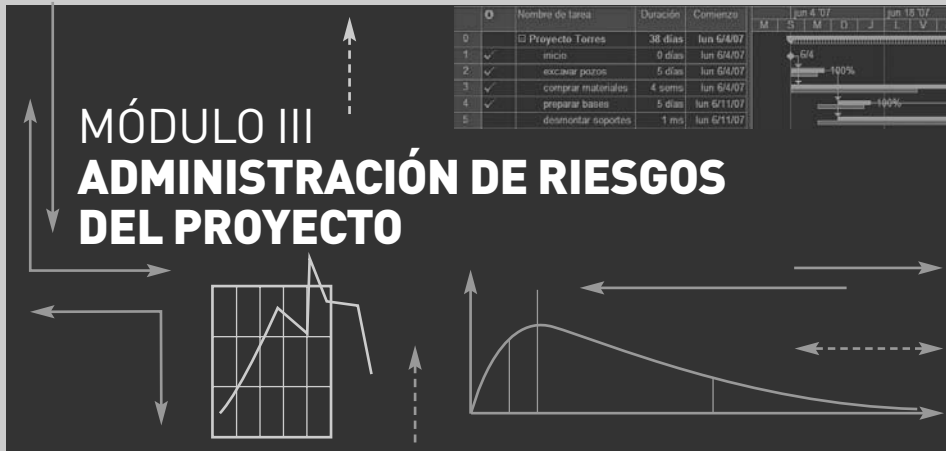 MÓDULO III
ADMINISTRACIÓN DE RIESGOS
DEL PROYECTO
Nombre de tarea Duración Comienzo jun 4 '07 jun 18 '07
M S M D J L V
0 Proyecto Torres 38 días lun 6/4/07
1 inicio 0 días lun 6/4/07 6/4
2 excavar pozos 5 días lun 6/4/07 100%
3 comprar materiales 4 sems lun 6/4/07
4 preparar bases 5 días lun 6/11/07 100%
5 desmontar soportes 1 ms lun 6/11/07